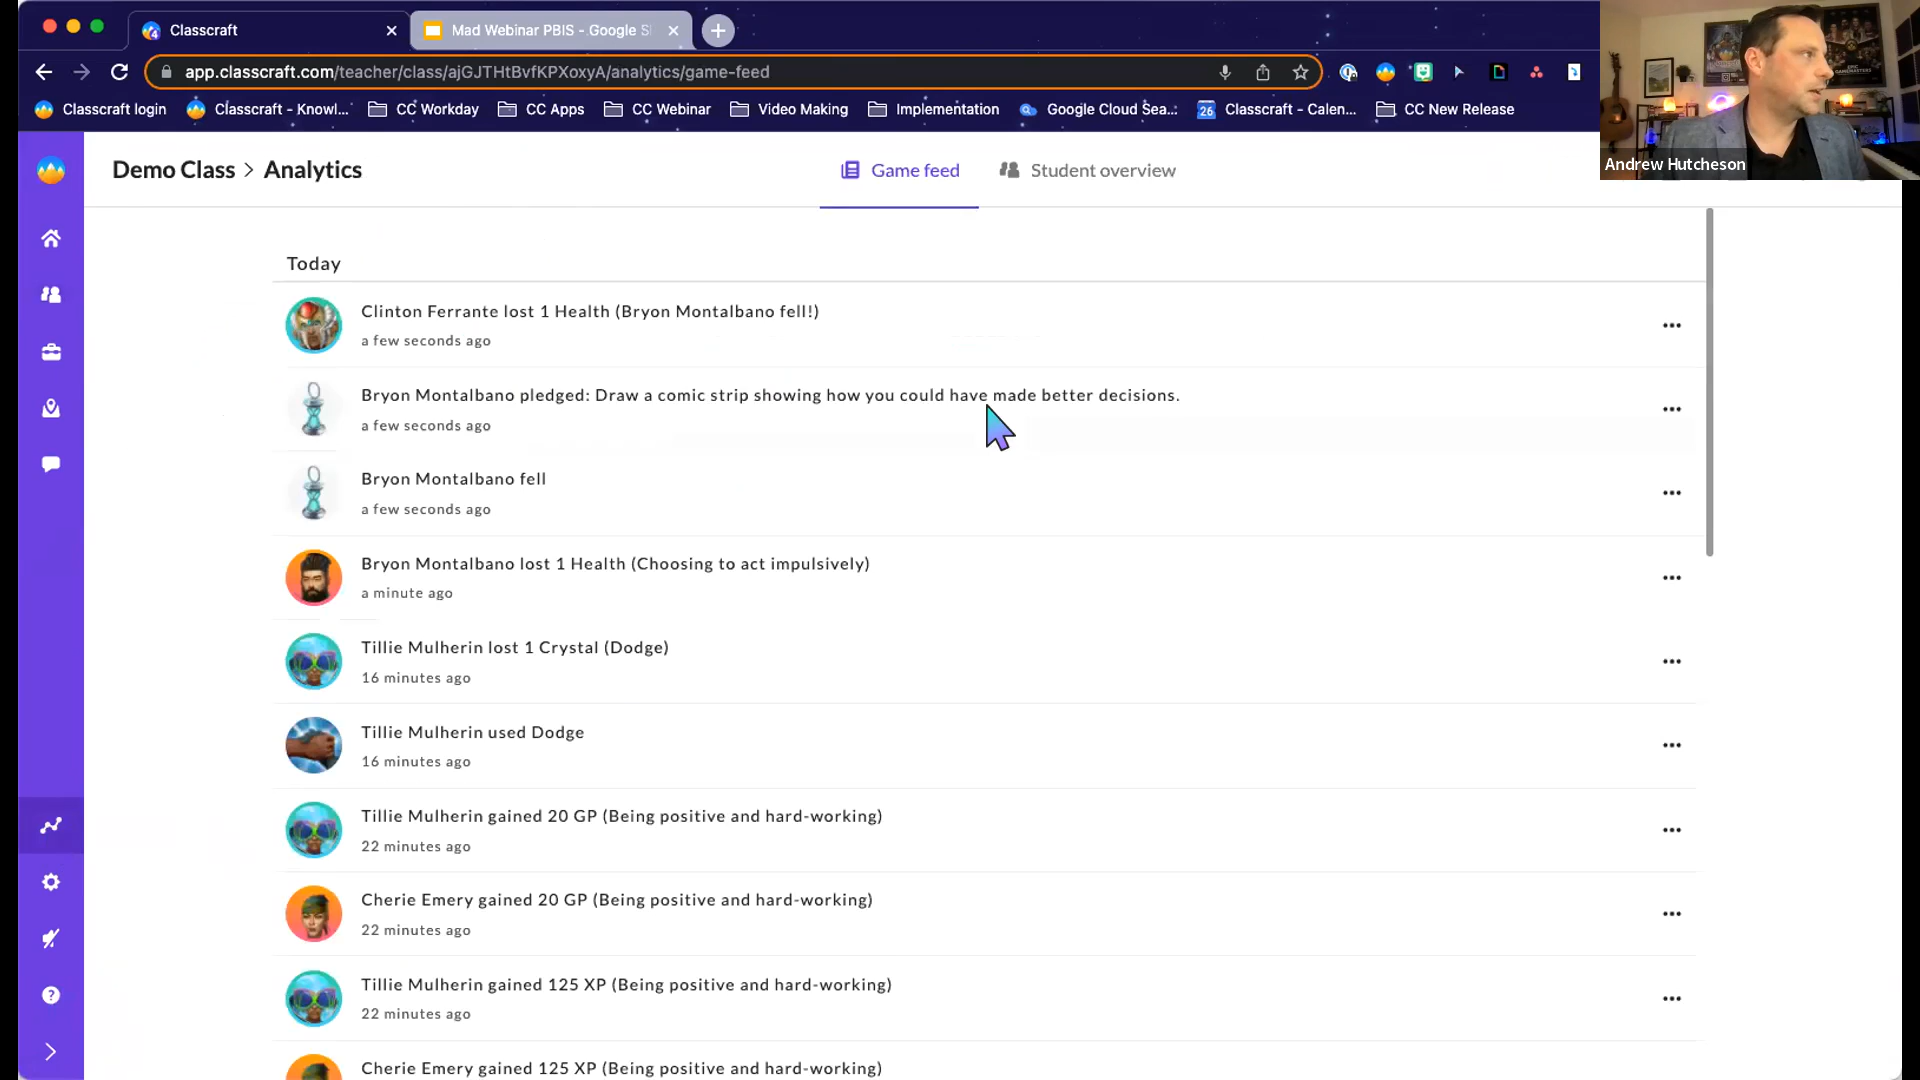 Classcraft
Mad Webinar PBIS - Google Sl
app.classcraft.com/teacher/class/ajGJTHtBvfKPXoxyA/analytics/game-feed
Classcraft login
Classcraft - Knowl...
CC Workday
CC Apps
CC Webinar
Video Making
Implementation
Google Cloud Sea...
26
Classcraft - Calen...
CC New Release
Andrew Hutcheson
Demo Class > Analytics
Game feed
Student overview
Today
Clinton Ferrante lost 1 Health (Bryon Montalbano fell!)
a few seconds ago
Bryon Montalbano pledged: Draw a comic strip showing how you could have made better decisions.
a few seconds ago
Bryon Montalbano fell
a few seconds ago
Bryon Montalbano lost 1 Health (Choosing to act impulsively)
a minute ago
Tillie Mulherin lost 1 Crystal (Dodge)
16 minutes ago
Tillie Mulherin used Dodge
16 minutes ago
Tillie Mulherin gained 20 GP (Being positive and hard-working)
22 minutes ago
Cherie Emery gained 20 GP (Being positive and hard-working)
22 minutes ago
Tillie Mulherin gained 125 XP (Being positive and hard-working)
22 minutes ago
Cherie Emery gained 125 XP (Being positive and hard-working)